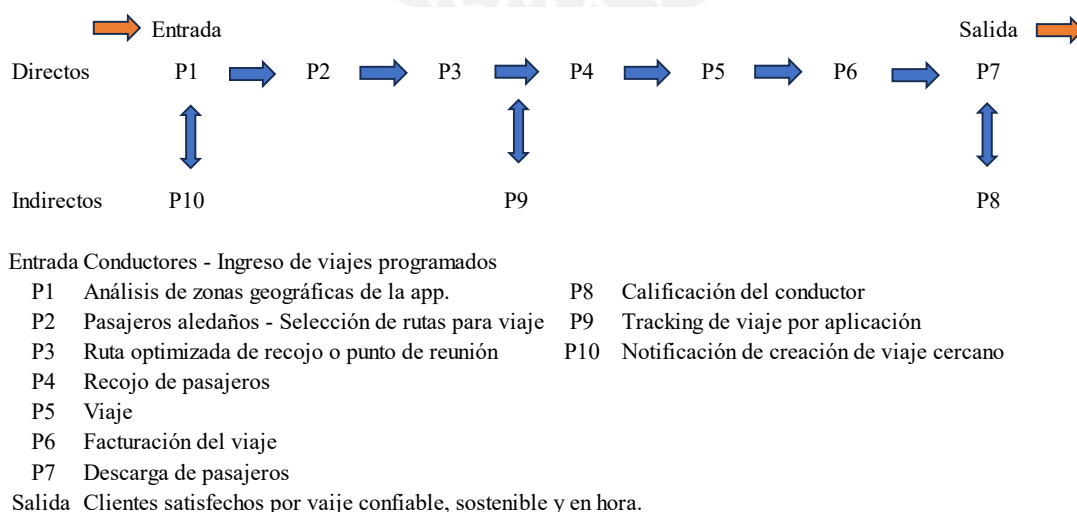 Entrada Salida
Directos P1 P2 P3 P4 P5 P6 P7
Indirectos P10 P9 P8
Entrada Conductores - Ingreso de viajes programados
P1 Análisis de zonas geográficas de la app. P8 Calificación del conductor
P2 Pasajeros aledaños - Selección de rutas para viaje P9 Tracking de viaje por aplicación
P3 Ruta optimizada de recojo o punto de reunión P10 Notificación de creación de viaje cercano
P4 Recojo de pasajeros
P5 Viaje
P6 Facturación del viaje
P7 Descarga de pasajeros
Salida Clientes satisfechos por vaije confiable, sostenible y en hora.